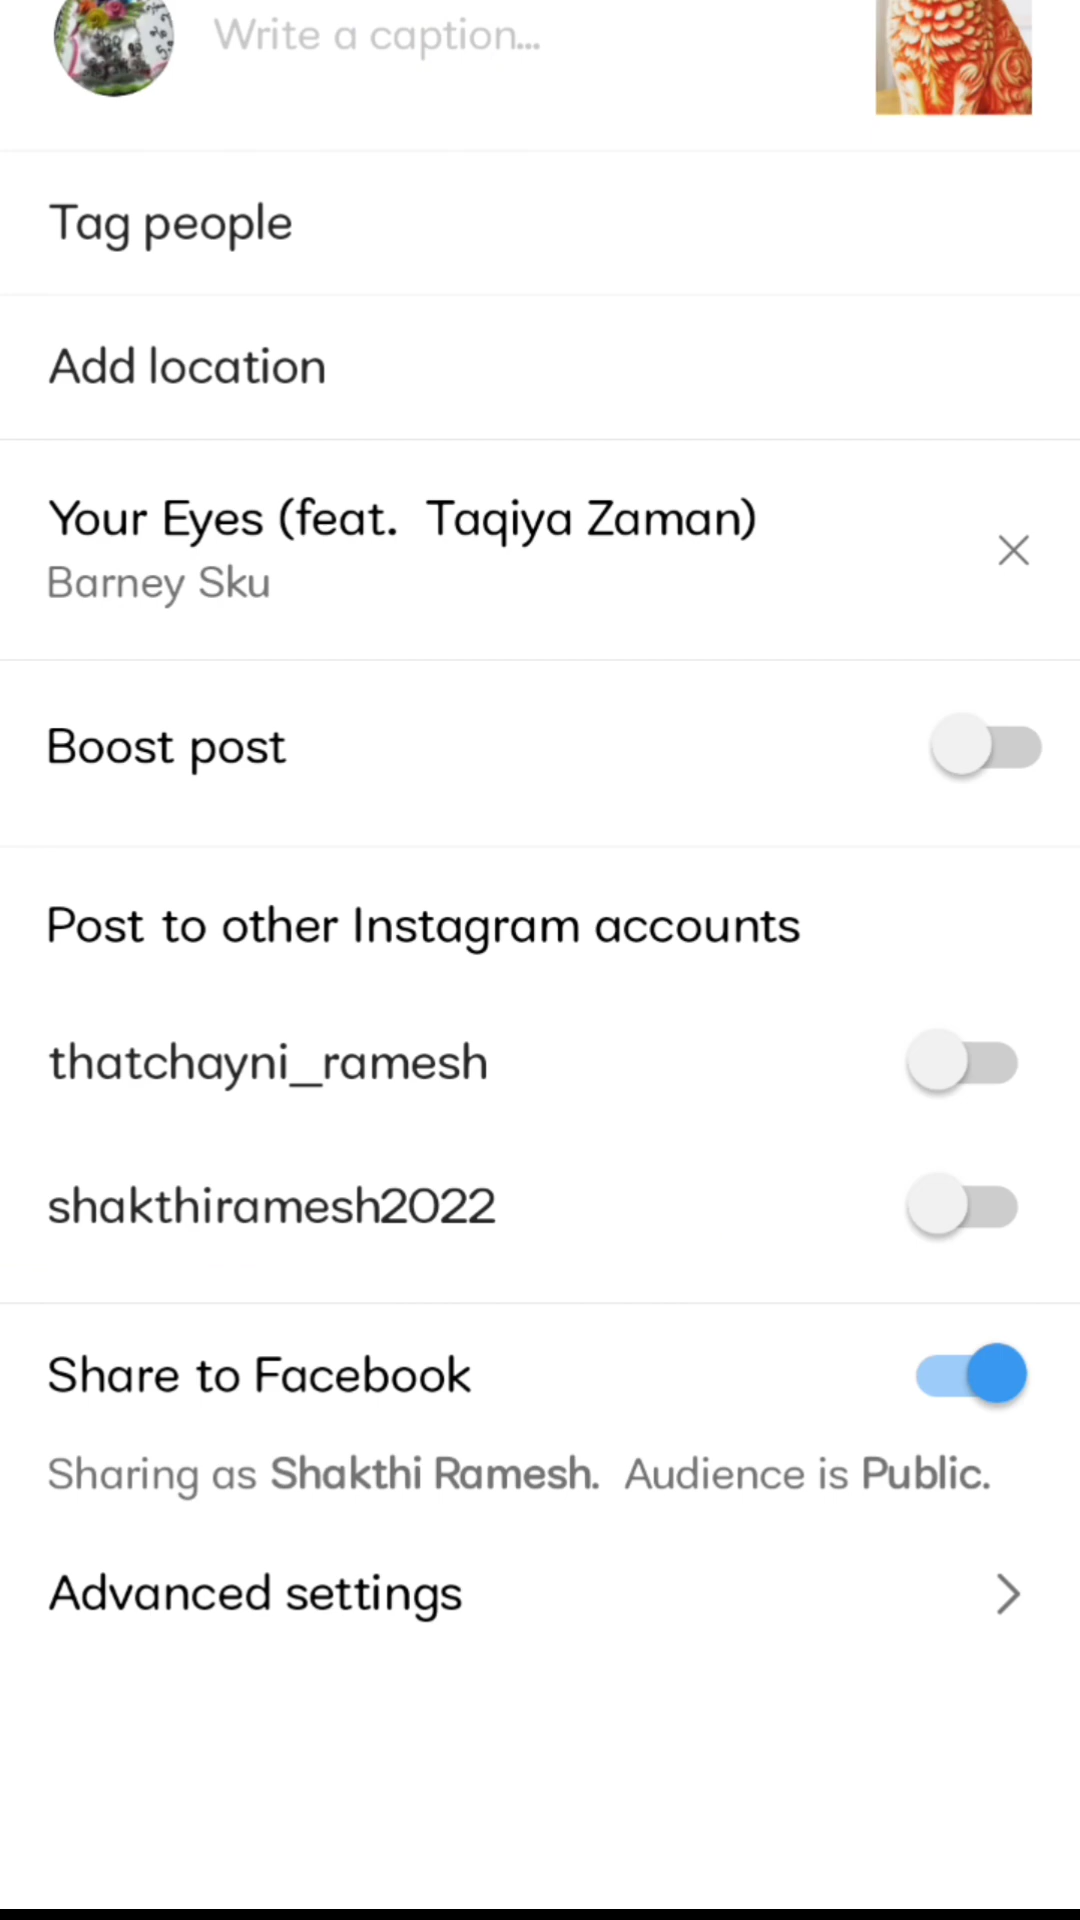 Write a caption...
Tag people
Add location
Your Eyes (feat. Taqiya Zaman)
Barney Sku
Boost post
Post to other Instagram accounts
thatchayni_ramesh
shakthiramesh2022
Share to Facebook
Sharing as Shakthi Ramesh. Audience is Public.
Advanced settings